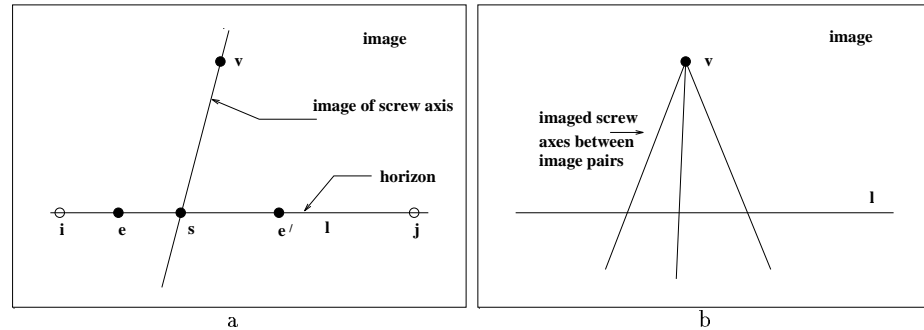 image
v
image of screw axis
horizon
i
e
s
e /
l
j
a
image
v
imaged screw
axes between
image pairs
l
b